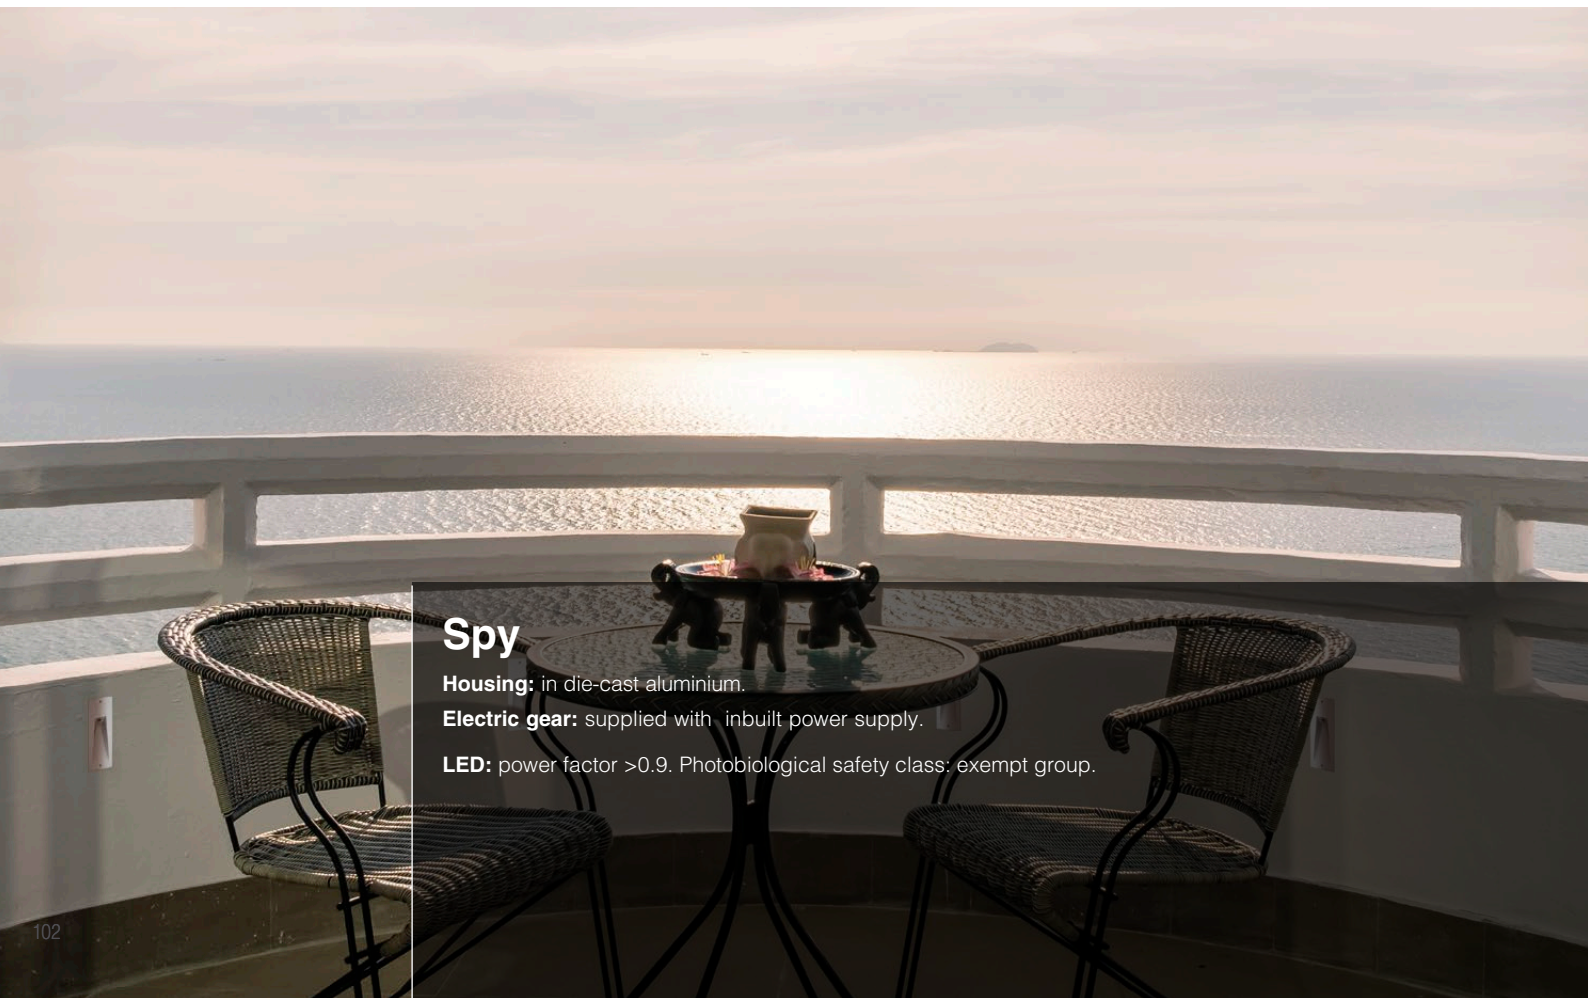 Spy
Housing: in die-cast aluminium.
Electric gear: supplied with inbuilt power supply.
LED: power factor >0.9. Photobiological safety class: exempt group.
102